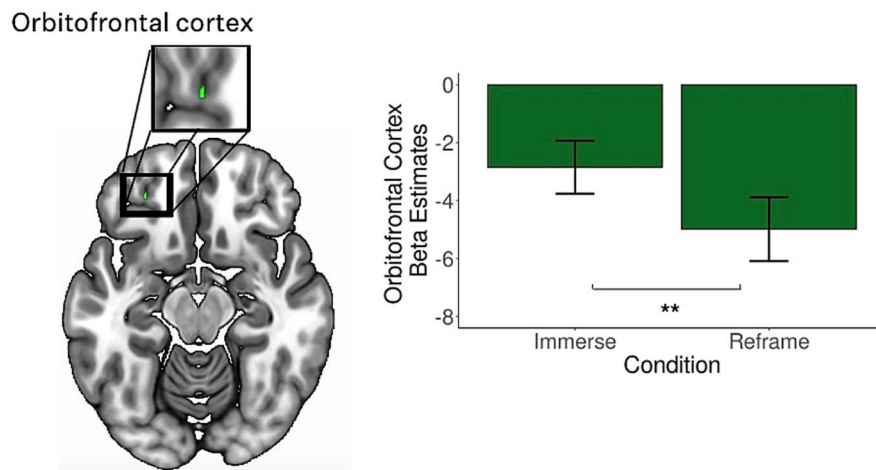 Orbitofrontal cortex
Orbitofrontal Cortex
Beta Estimates
0
-2
-4
-6
-8
**
Immerse
Reframe
Condition